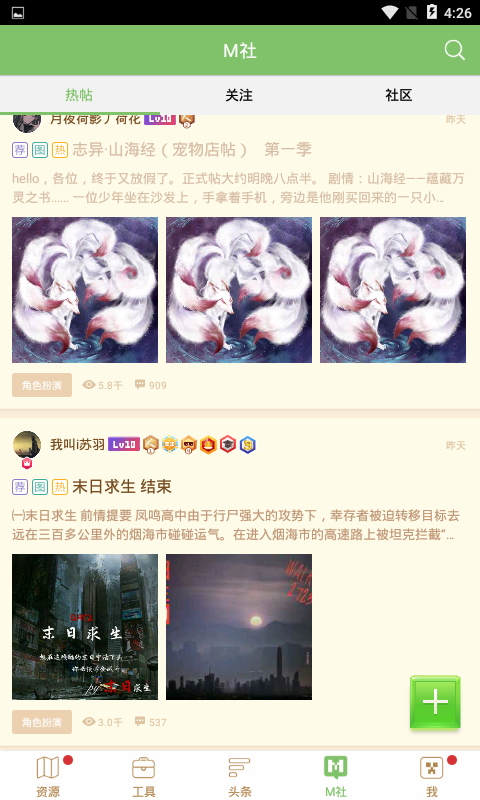 4:26
M社
热帖
关注
社区
月夜荷影丿荷花 Lv10
昨天
荐 图 热 志异·山海经（宠物店帖） 第一季
hello，各位，终于又放假了。正式帖大约明晚八点半。 剧情：山海经一一蕴藏万
灵之书...... 一位少年坐在沙发上，手拿着手机，旁边是他刚买回来的一只小...
角色扮演 5.8千 909
我叫i苏羽 Lv10
昨天
荐 图 热 末日求生 结束
㈠末日求生 前情提要 凤鸣高中由于行尸强大的攻势下，幸存者被迫转移目标去
远在三百多公里外的烟海市碰碰运气。在进入烟海市的高速路上被坦克拦截“...
末日求生
角色扮演 3.0千 537
资源
工具
头条
M社
我